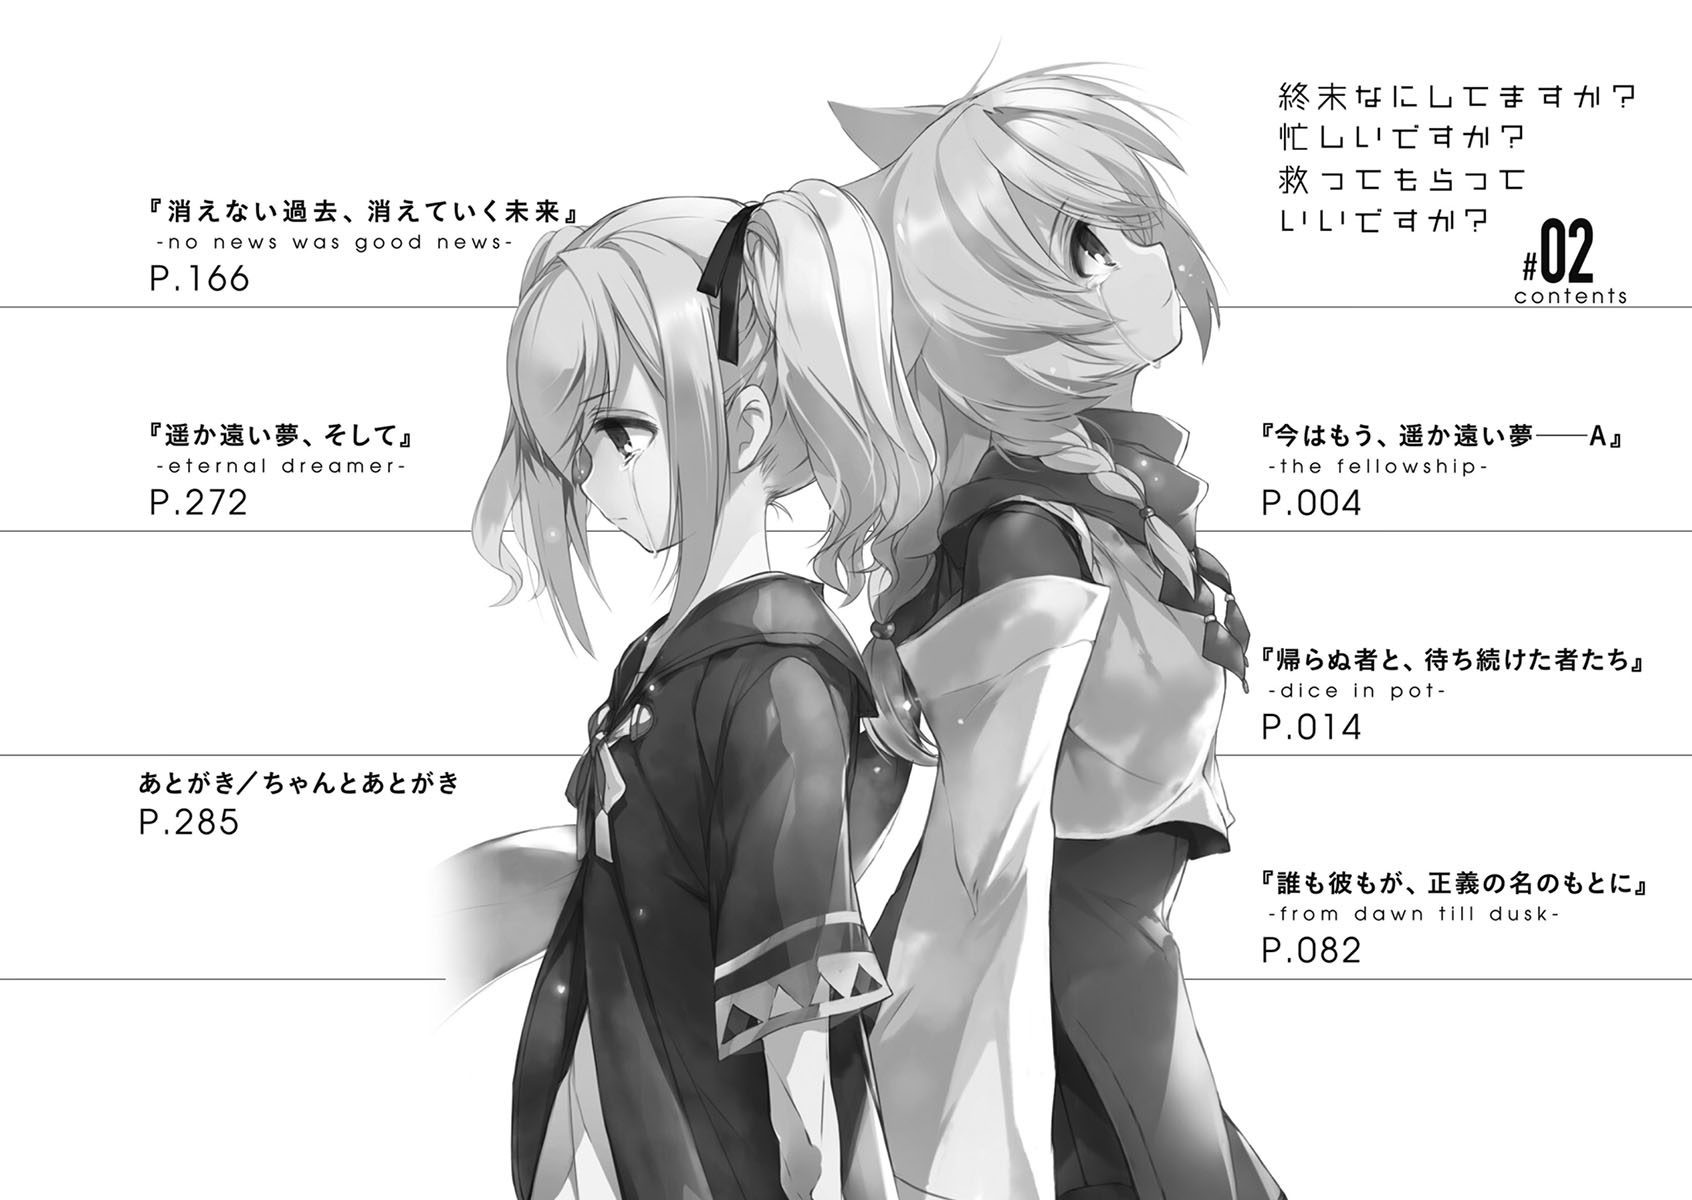 終末なにしてますか?
忙しいですか?
救ってもらって
いいですか?
#02
contents
『今はもう、遥か遠い夢――A』
-the fellowship-
P.004
『帰らぬ者と、待ち続けた者たち』
-dice in pot-
P.014
『誰も彼もが、正義の名のもとに』
-from dawn till dusk-
P.082
『消えない過去、消えていく未来』
-no news was good news-
P.166
『遥か遠い夢、そして』
-eternal dreamer-
P.272
あとがき／ちゃんとあとがき
P.285